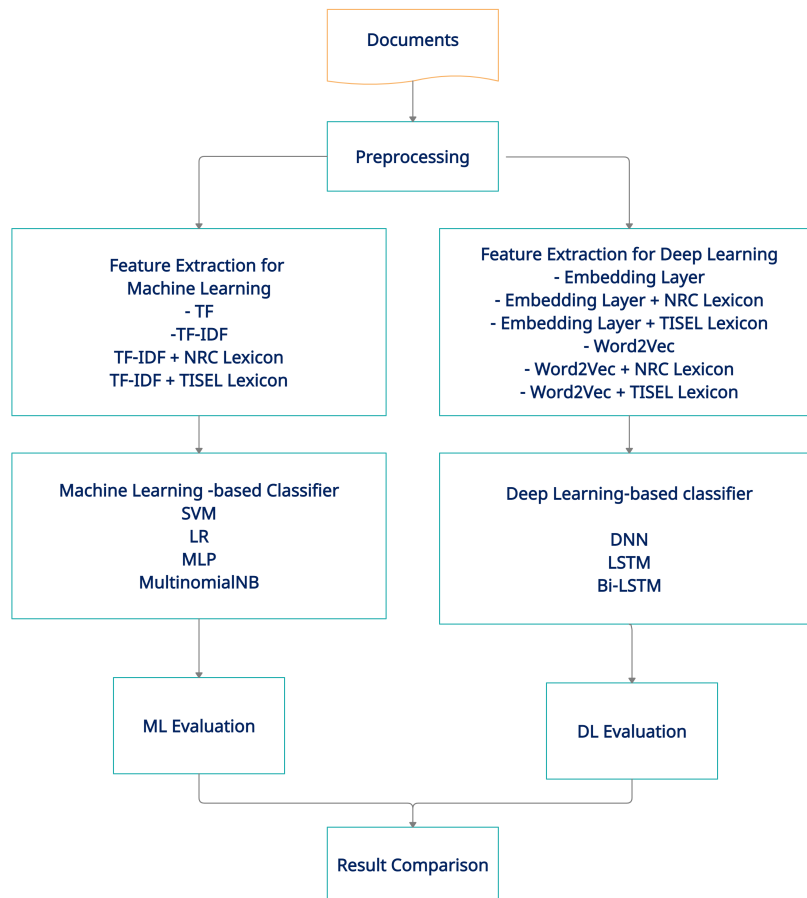 Documents
Preprocessing
Feature Extraction for
Machine Learning
- TF
-TF-IDF
TF-IDF + NRC Lexicon
TF-IDF + TISEL Lexicon
Feature Extraction for Deep Learning
- Embedding Layer
- Embedding Layer + NRC Lexicon
- Embedding Layer + TISEL Lexicon
- Word2Vec
- Word2Vec + NRC Lexicon
- Word2Vec + TISEL Lexicon
Machine Learning -based Classifier
SVM
LR
MLP
MultinomialNB
Deep Learning-based classifier
DNN
LSTM
Bi-LSTM
ML Evaluation
DL Evaluation
Result Comparison